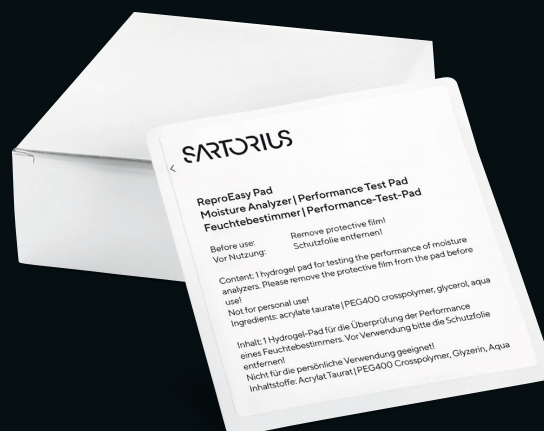 SARTORIUS
ReproEasy Pad
Moisture Analyzer | Performance Test Pad
Feuchtebestimmer | Performance-Test-Pad
Before use: Remove protective film!
Vor Nutzung: Schutzfolie entfernen!
Content: 1 hydrogel pad for testing the performance of moisture
analyzers. Please remove the protective film from the pad before
use!
Not for personal use!
Ingredients: acrylate taurate | PEG400 crosspolymer, glycerol, aqua
Inhalt: 1 Hydrogel-Pad für die Überprüfung der Performance
eines Feuchtebestimmers. Vor Verwendung bitte die Schutzfolie
entfernen!
Nicht für die persönliche Verwendung geeignet!
Inhaltstoffe: Acrylat Taurat | PEG400 Crosspolymer, Glyzerin, Aqua